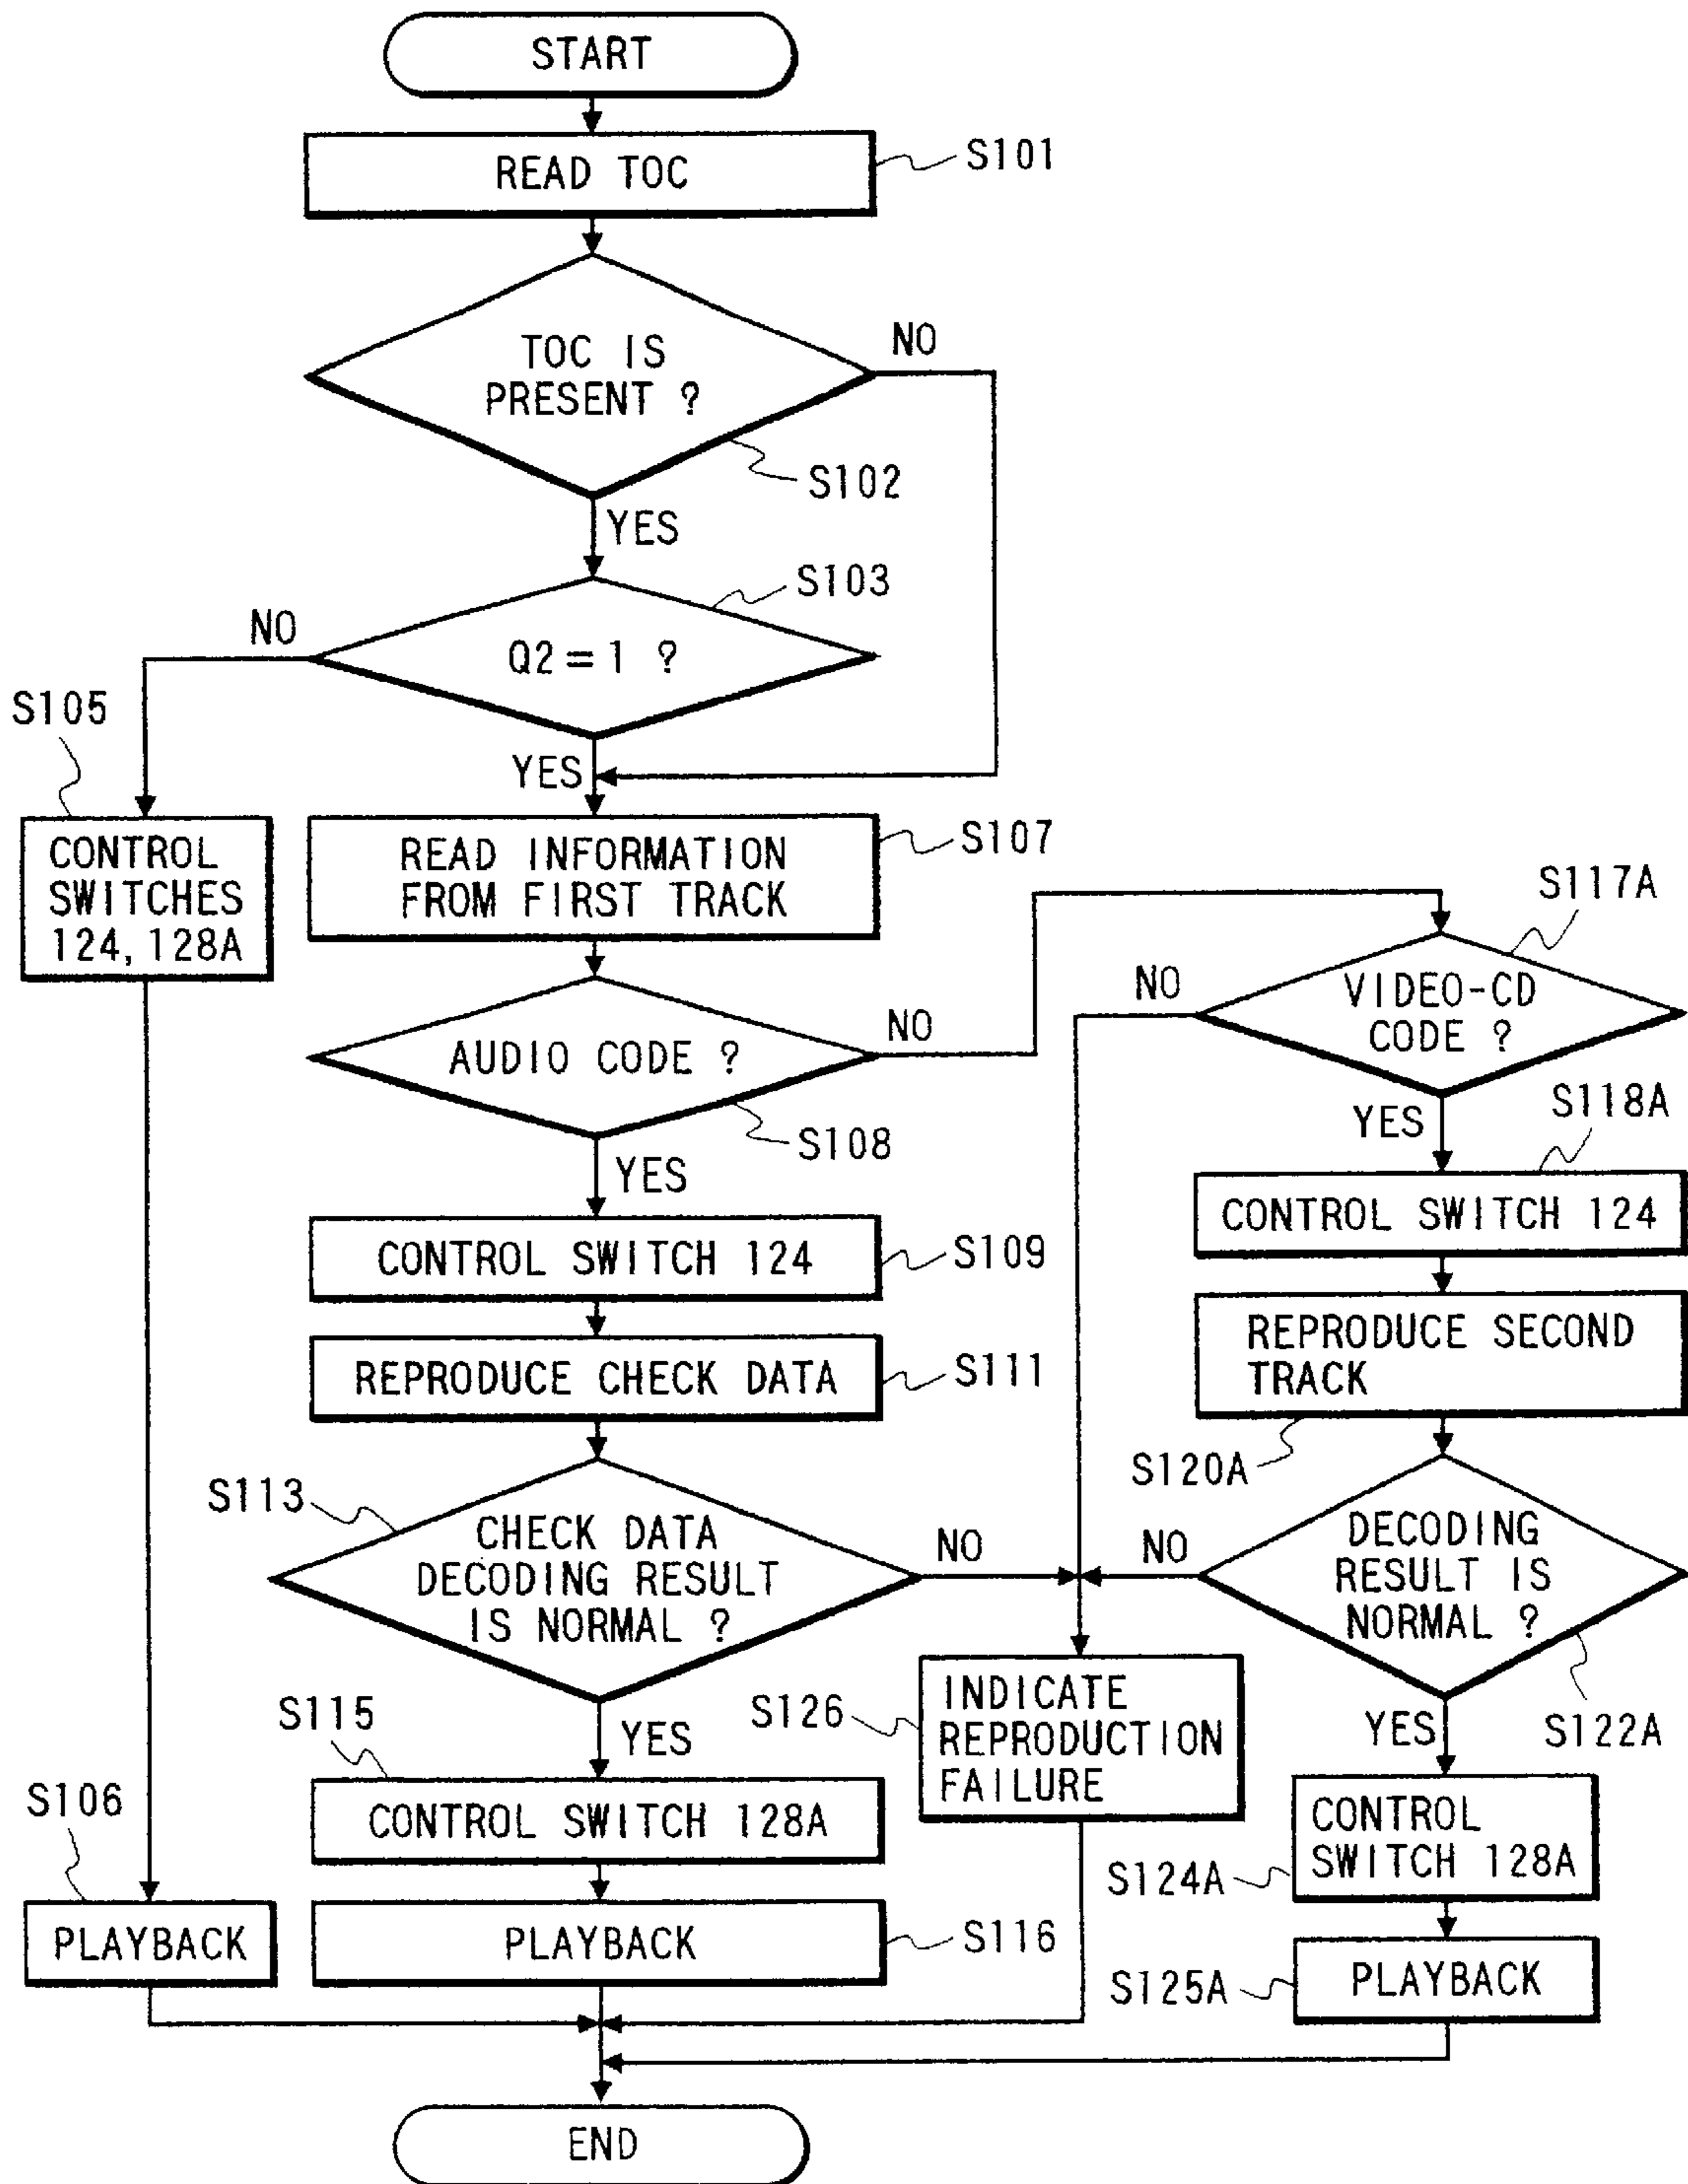 START
READ TOC
S101
TOC IS
PRESENT ?
NO
S102
YES
S103
NO
Q2 = 1 ?
S105
YES
CONTROL
SWITCHES
124, 128A
READ INFORMATION
FROM FIRST TRACK
S107
S117A
VIDEO-CD
CODE ?
NO
AUDIO CODE ?
NO
S108
YES
YES
S118A
CONTROL SWITCH 124
CONTROL SWITCH 124
S109
REPRODUCE SECOND
TRACK
REPRODUCE CHECK DATA
S111
S120A
S113
CHECK DATA
DECODING RESULT
IS NORMAL ?
NO
NO
DECODING
RESULT IS
NORMAL ?
S115
YES
S126
INDICATE
REPRODUCTION
FAILURE
YES
S122A
S106
CONTROL SWITCH 128A
CONTROL
SWITCH 128A
S124A
PLAYBACK
PLAYBACK
S116
S125A
PLAYBACK
END